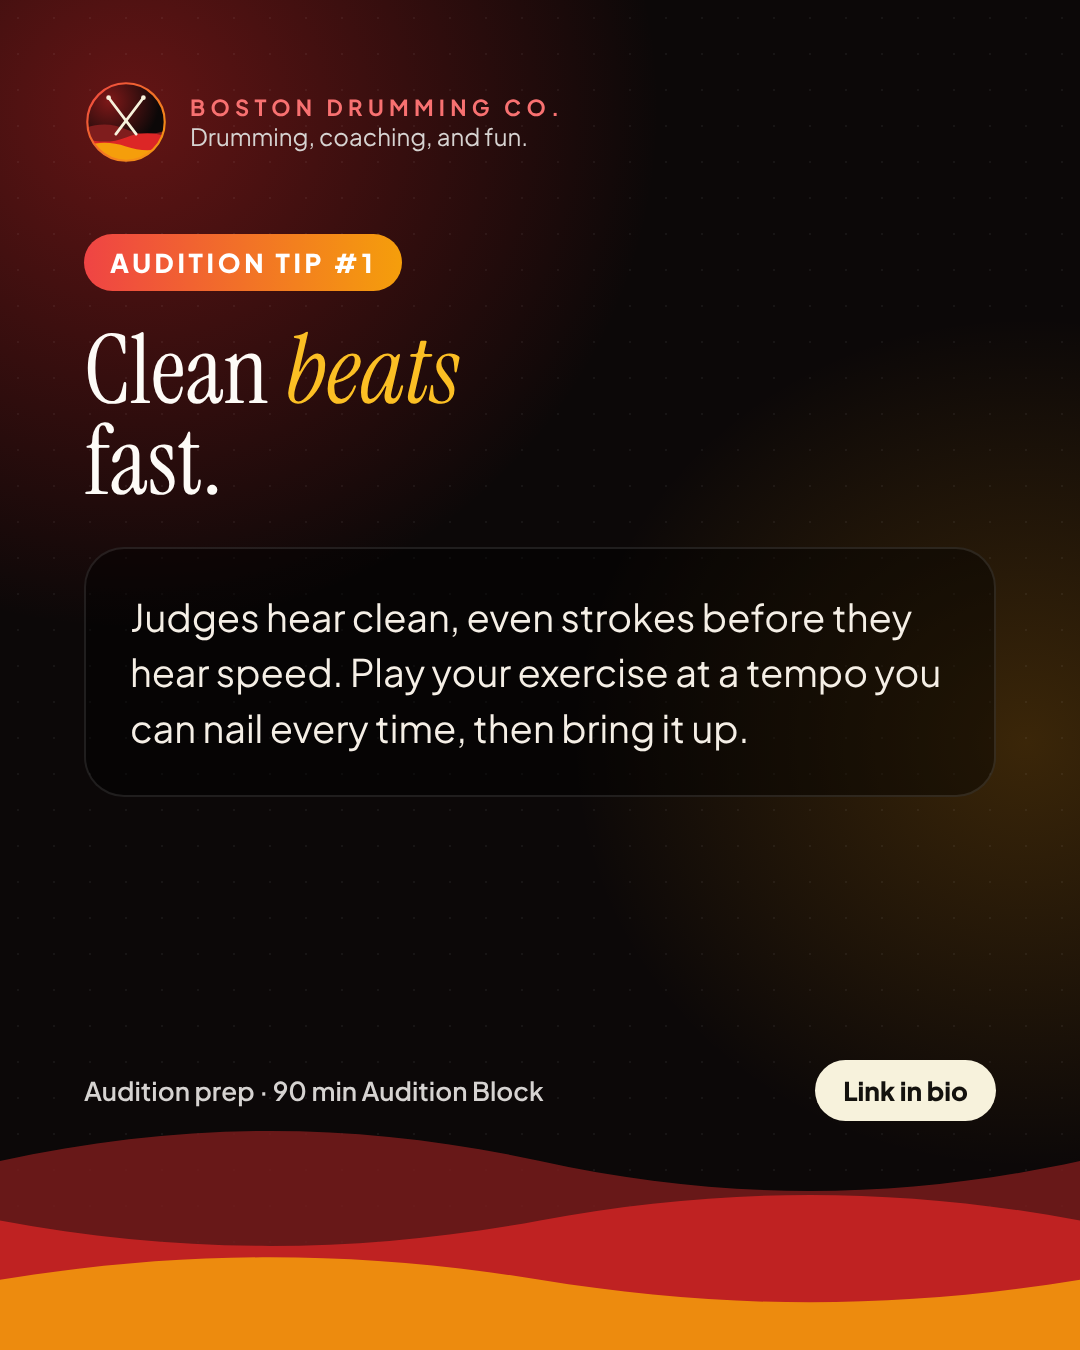 BOSTON DRUMMING CO.
Drumming, coaching, and fun.
AUDITION TIP #1
Clean beats
fast.
Judges hear clean, even strokes before they
hear speed. Play your exercise at a tempo you
can nail every time, then bring it up.
Audition prep · 90 min Audition Block
Link in bio